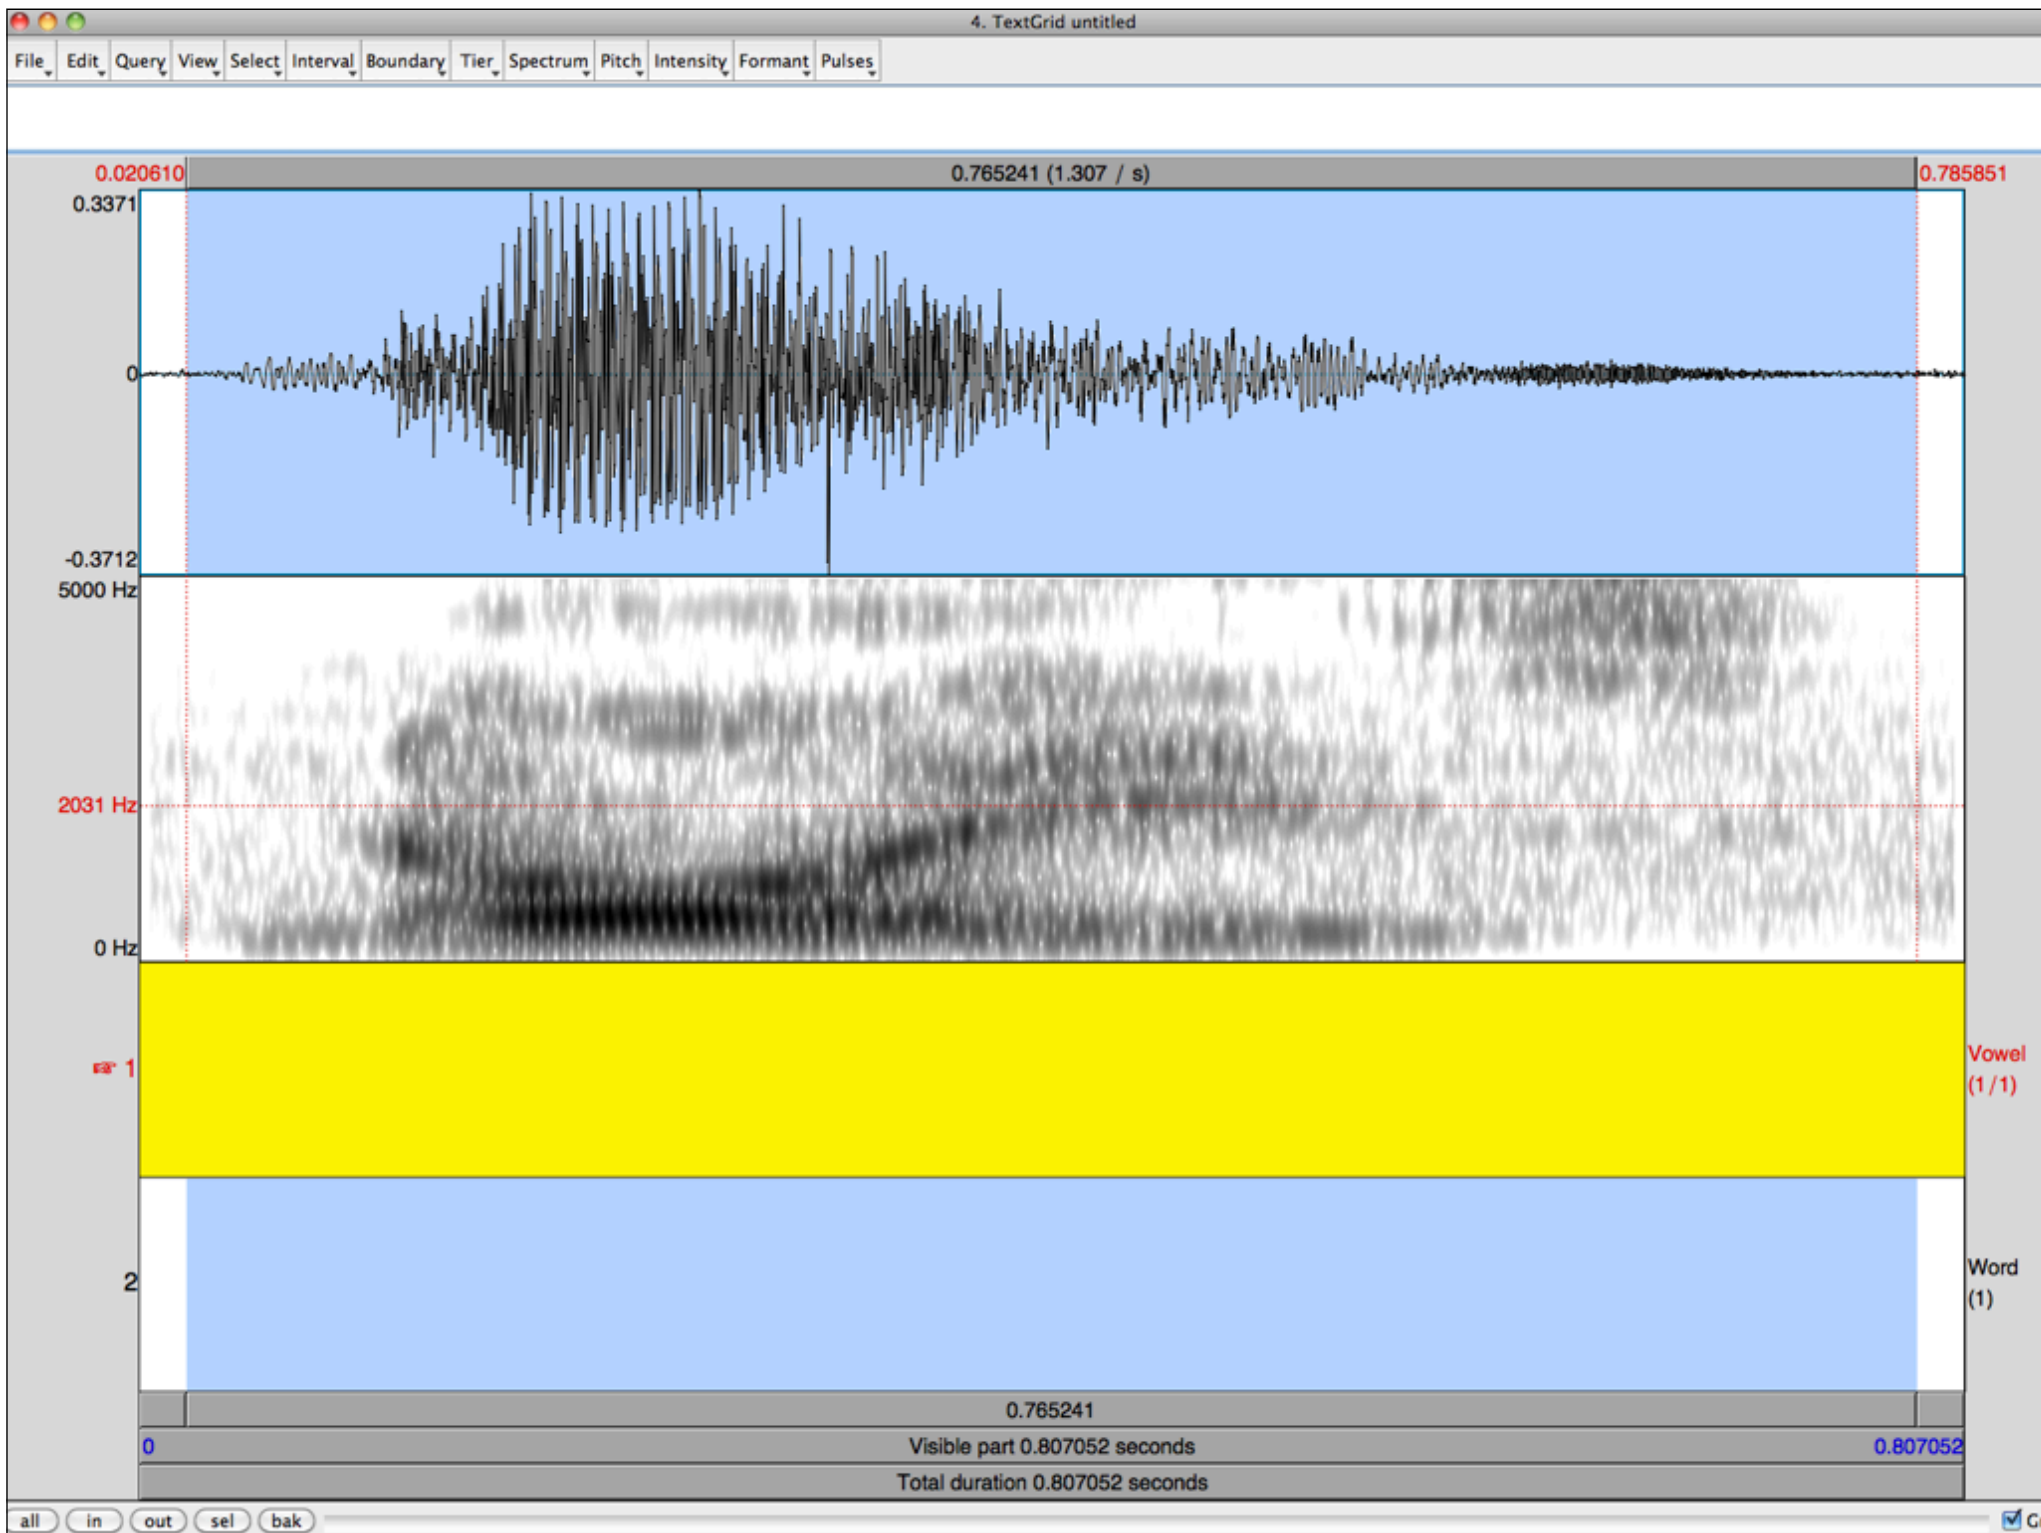 4. TextGrid untitled
File Edit Query View Select Interval Boundary Tier Spectrum Pitch Intensity Formant Pulses
0.020610 0.765241 (1.307 / s) 0.785851
0.3371
0
-0.3712
5000 Hz
2031 Hz
0 Hz
☞ 1
Vowel
(1/1)
2
Word
(1)
0.765241
0 Visible part 0.807052 seconds 0.807052
Total duration 0.807052 seconds
all in out sel bak